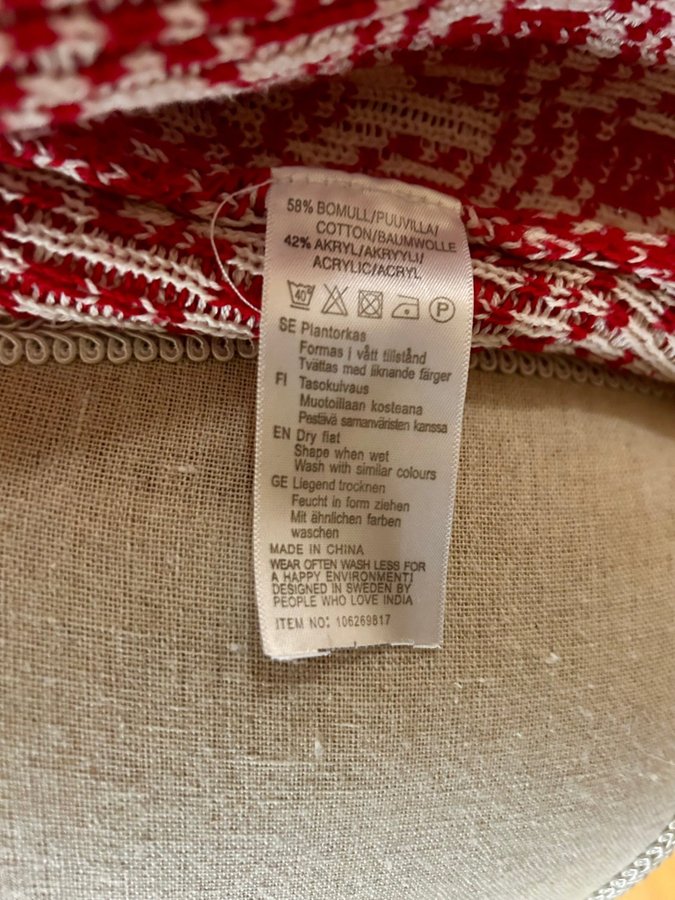 58% BOMULL/PUUVILLA/
COTTON/BAUMWOLLE
42% AKRYL/AKRYYLI/
ACRYLIC/ACRYL
40° P
SE Plantorkas
Formas i vått tillstånd
Tvättas med liknande färger
FI Tasokuivaus
Muotoillaan kosteana
Pestävä samanväristen kanssa
EN Dry flat
Shape when wet
Wash with similar colours
GE Liegend trocknen
Feucht in form ziehen
Mit ähnlichen farben
waschen
MADE IN CHINA
WEAR OFTEN WASH LESS FOR
A HAPPY ENVIRONMENT!
DESIGNED IN SWEDEN BY
PEOPLE WHO LOVE INDIA
ITEM NO: 106269817